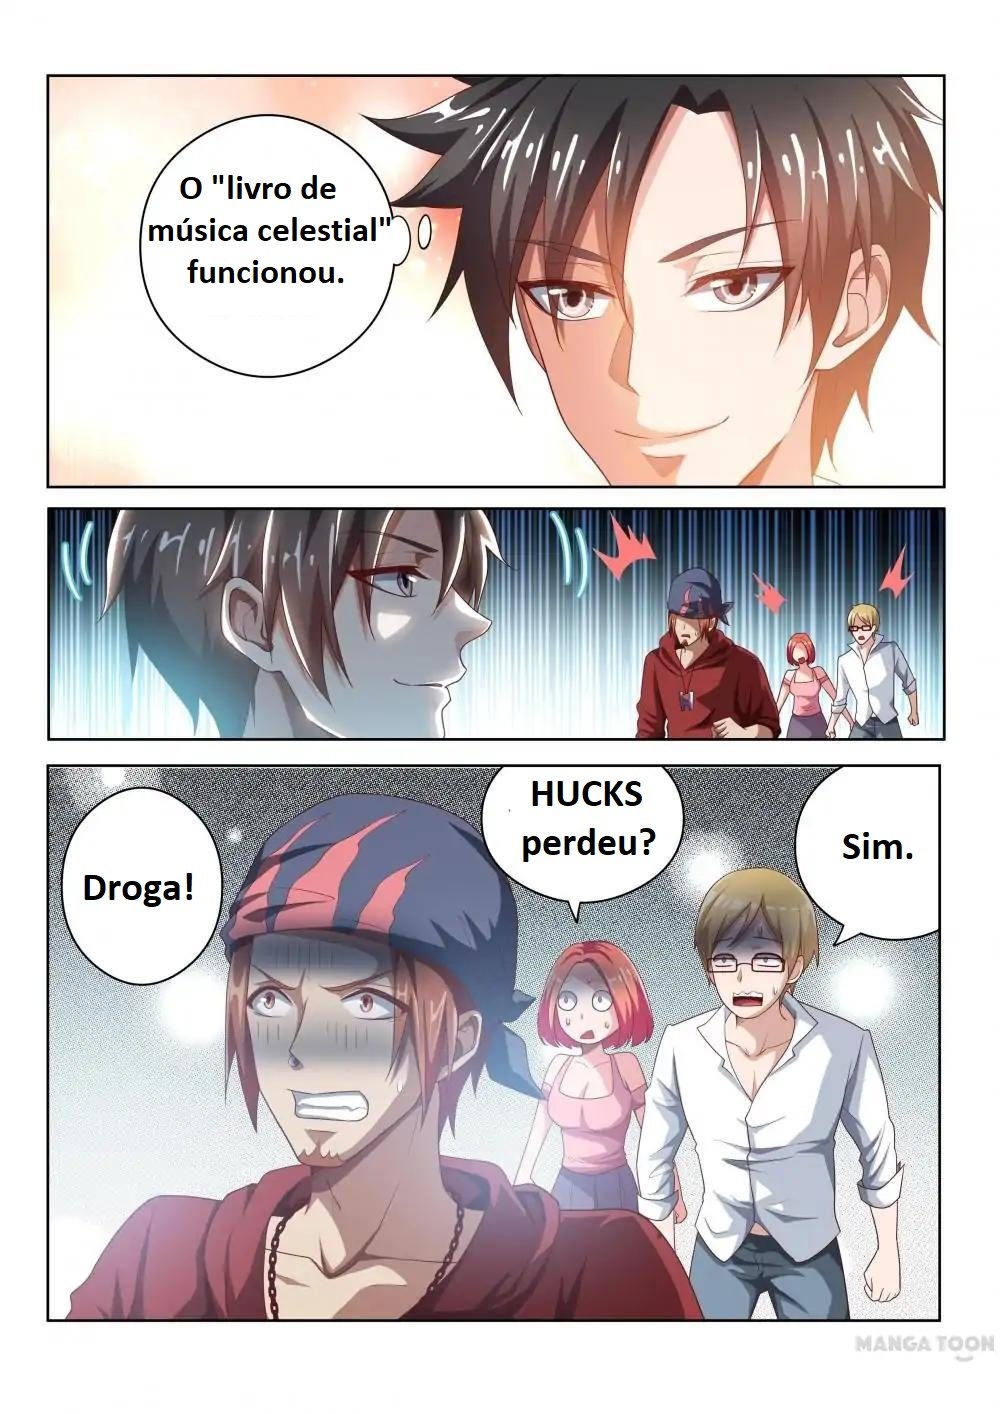 O "livro de
música celestial"
funcionou.
Droga!
HUCKS
perdeu?
Sim.
MANGA TOON